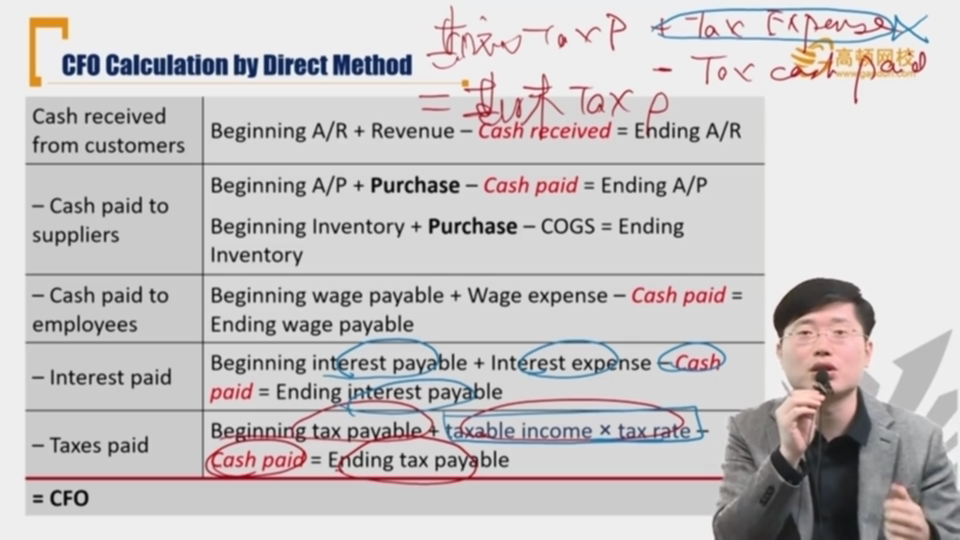 期初 Tax P + Tax Expense
CFO Calculation by Direct Method
高顿网校
- Tax cash paid
= 期末 Tax P
Cash received from customers
Beginning A/R + Revenue – Cash received = Ending A/R
– Cash paid to suppliers
Beginning A/P + Purchase – Cash paid = Ending A/P
Beginning Inventory + Purchase – COGS = Ending
Inventory
– Cash paid to employees
Beginning wage payable + Wage expense – Cash paid =
Ending wage payable
– Interest paid
Beginning interest payable + Interest expense – Cash
paid = Ending interest payable
– Taxes paid
Beginning tax payable + taxable income × tax rate –
Cash paid = Ending tax payable
= CFO